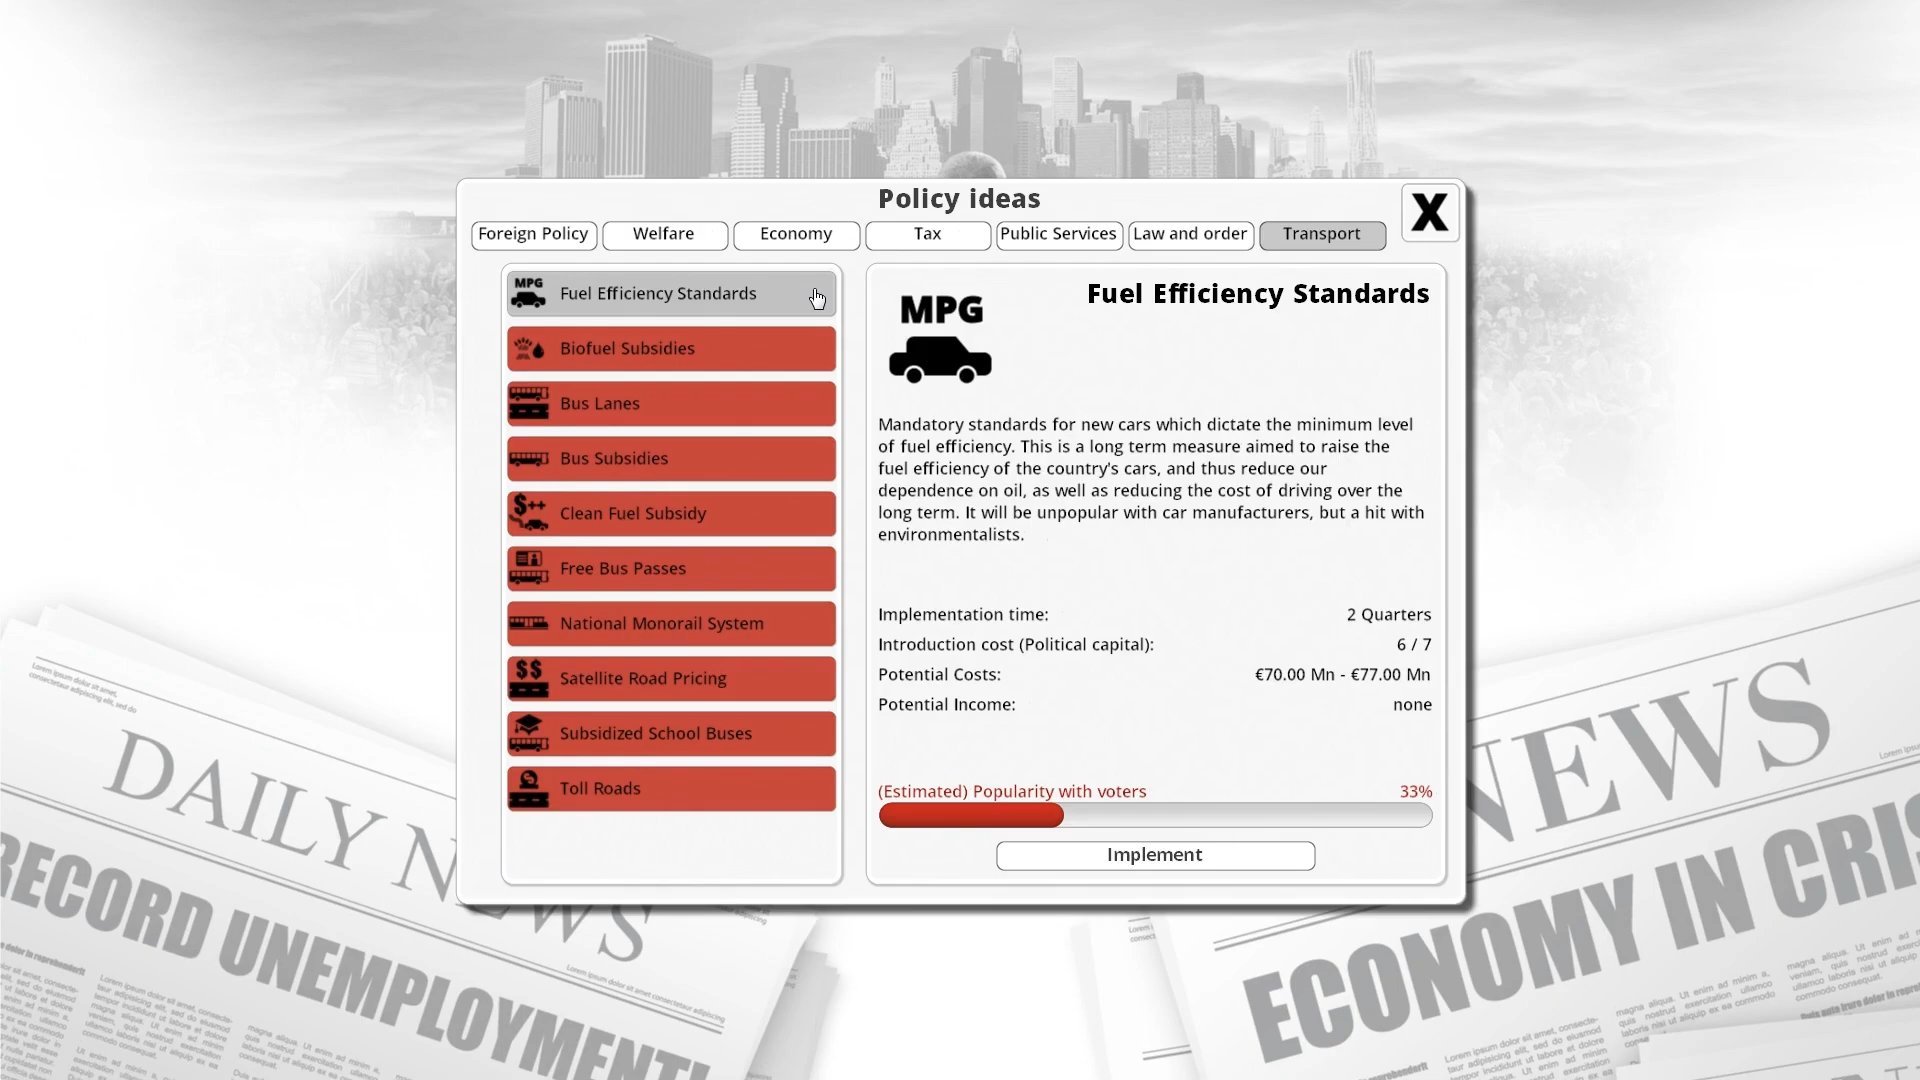 Policy ideas
Foreign Policy
Welfare
Economy
Tax
Public Services
Law and order
Transport
X
MPG
Fuel Efficiency Standards
Biofuel Subsidies
Bus Lanes
Bus Subsidies
$++
Clean Fuel Subsidy
Free Bus Passes
National Monorail System
$$
Satellite Road Pricing
Subsidized School Buses
Toll Roads
MPG
Fuel Efficiency Standards
Mandatory standards for new cars which dictate the minimum level
of fuel efficiency. This is a long term measure aimed to raise the
fuel efficiency of the country's cars, and thus reduce our
dependence on oil, as well as reducing the cost of driving over the
long term. It will be unpopular with car manufacturers, but a hit with
environmentalists.
Implementation time: 2 Quarters
Introduction cost (Political capital): 6 / 7
Potential Costs: €70.00 Mn - €77.00 Mn
Potential Income: none
(Estimated) Popularity with voters 33%
Implement
DAILY NEWS
RECORD UNEMPLOYMENT!
NEWS
ECONOMY IN CRIS